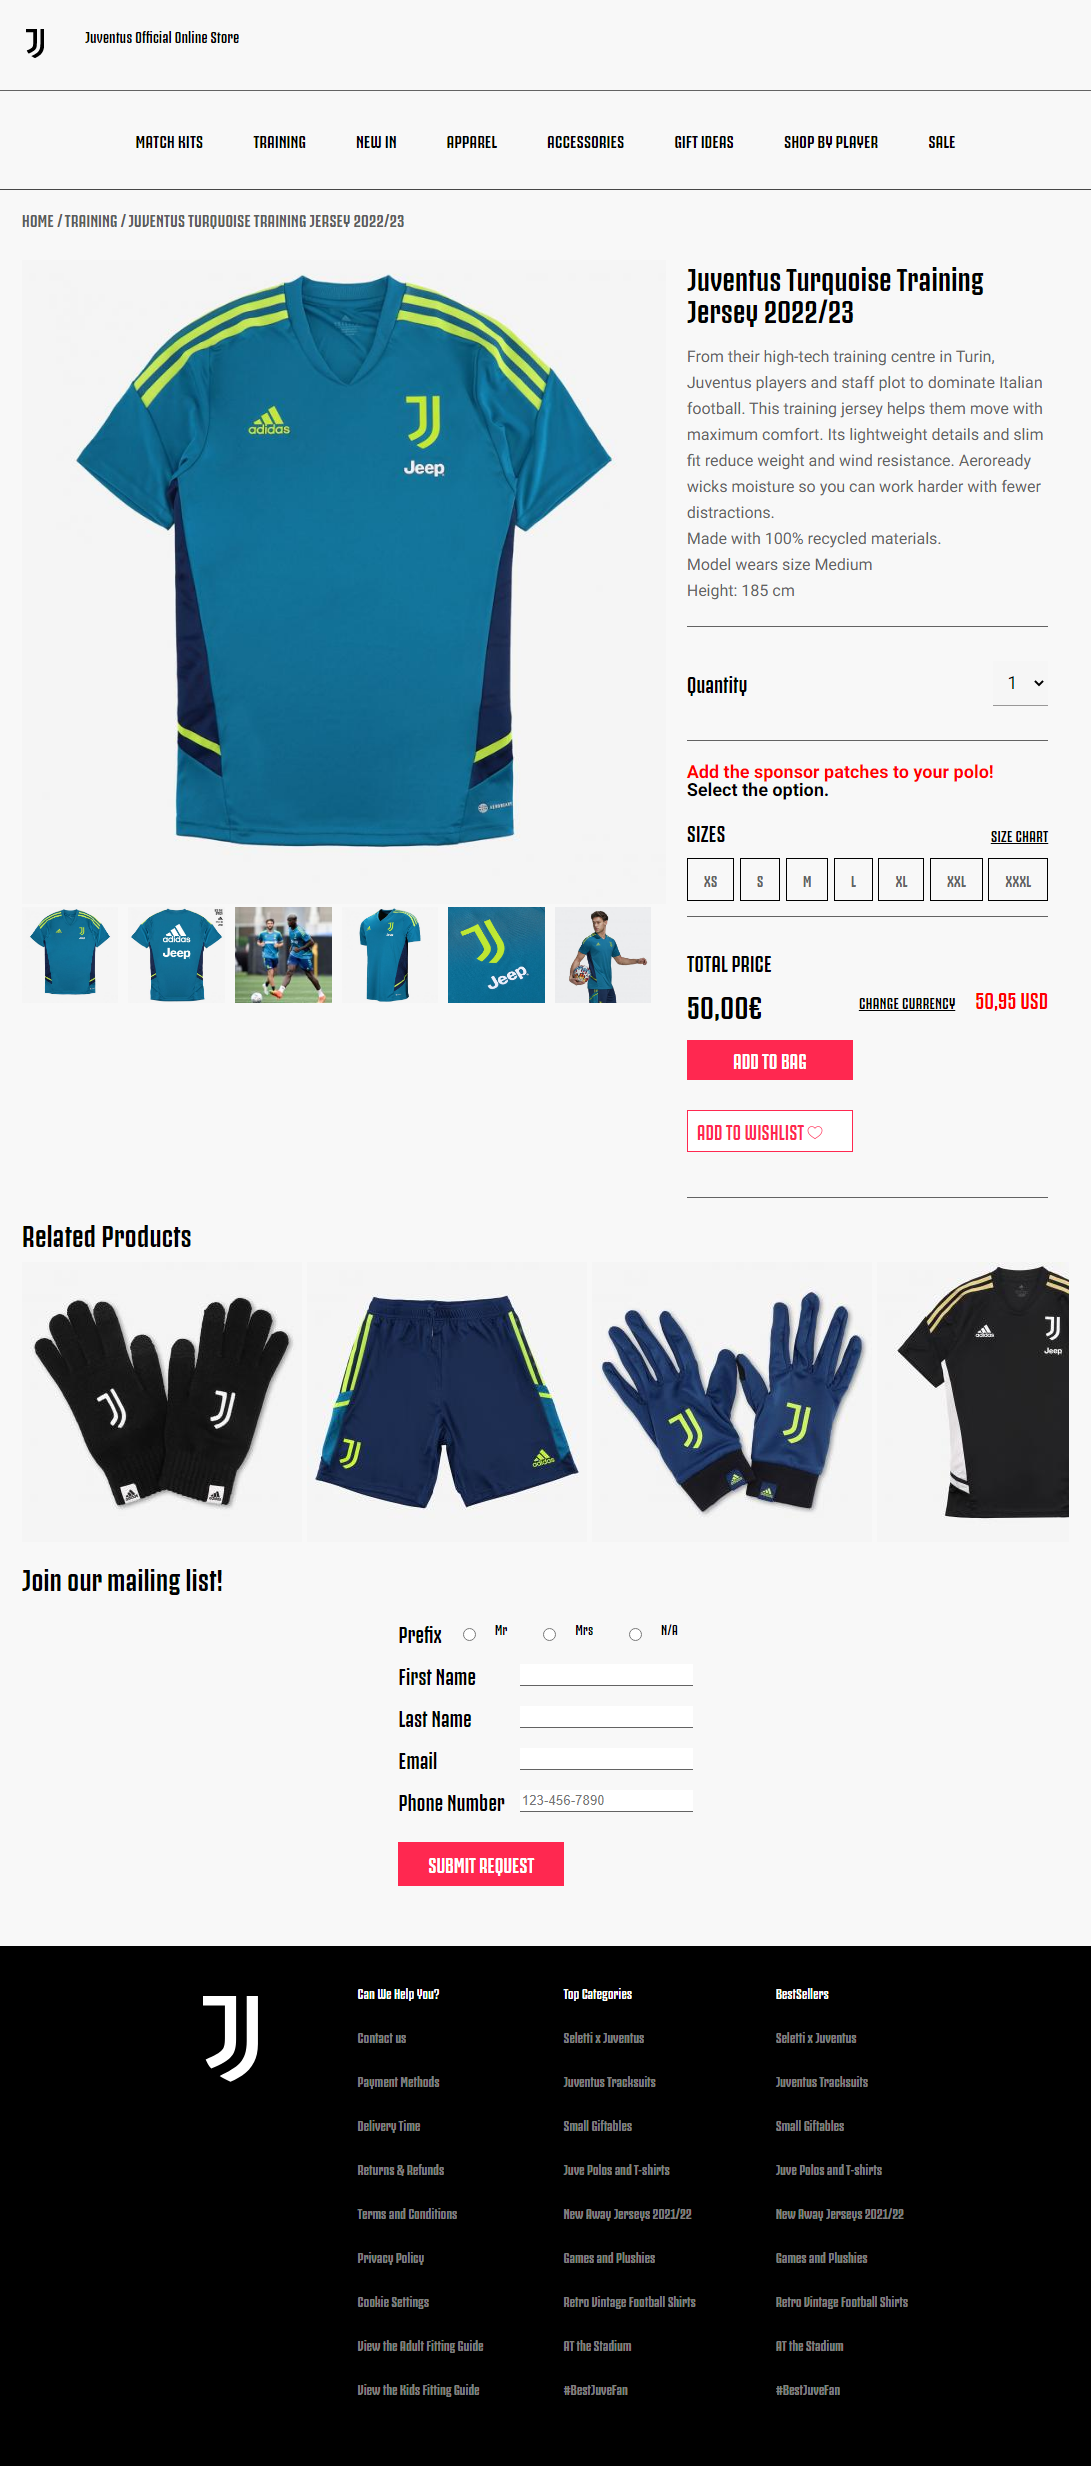 Juventus Official Online Store
MATCH KITS TRAINING NEW IN APPAREL ACCESSORIES GIFT IDEAS SHOP BY PLAYER SALE
HOME / TRAINING / JUVENTUS TURQUOISE TRAINING JERSEY 2022/23
adidas
Jeep
Juventus Turquoise Training
Jersey 2022/23
From their high-tech training centre in Turin,
Juventus players and staff plot to dominate Italian
football. This training jersey helps them move with
maximum comfort. Its lightweight details and slim
fit reduce weight and wind resistance. Aeroready
wicks moisture so you can work harder with fewer
distractions.
Made with 100% recycled materials.
Model wears size Medium
Height: 185 cm
Quantity
1
Add the sponsor patches to your polo!
Select the option.
SIZES SIZE CHART
XS S M L XL XXL XXXL
adidas
Jeep
Jeep
TOTAL PRICE
50,00€ CHANGE CURRENCY 50,95 USD
ADD TO BAG
ADD TO WISHLIST
Related Products
adidas
adidas
Jeep
Join our mailing list!
Prefix Mr Mrs N/A
First Name
Last Name
Email
Phone Number 123-456-7890
SUBMIT REQUEST
Can We Help You?
Contact us
Payment Methods
Delivery Time
Returns & Refunds
Terms and Conditions
Privacy Policy
Cookie Settings
View the Adult Fitting Guide
View the Kids Fitting Guide
Top Categories
Seletti x Juventus
Juventus Tracksuits
Small Giftables
Juve Polos and T-shirts
New Away Jerseys 2021/22
Games and Plushies
Retro Vintage Football Shirts
AT the Stadium
#BestJuveFan
BestSellers
Seletti x Juventus
Juventus Tracksuits
Small Giftables
Juve Polos and T-shirts
New Away Jerseys 2021/22
Games and Plushies
Retro Vintage Football Shirts
AT the Stadium
#BestJuveFan